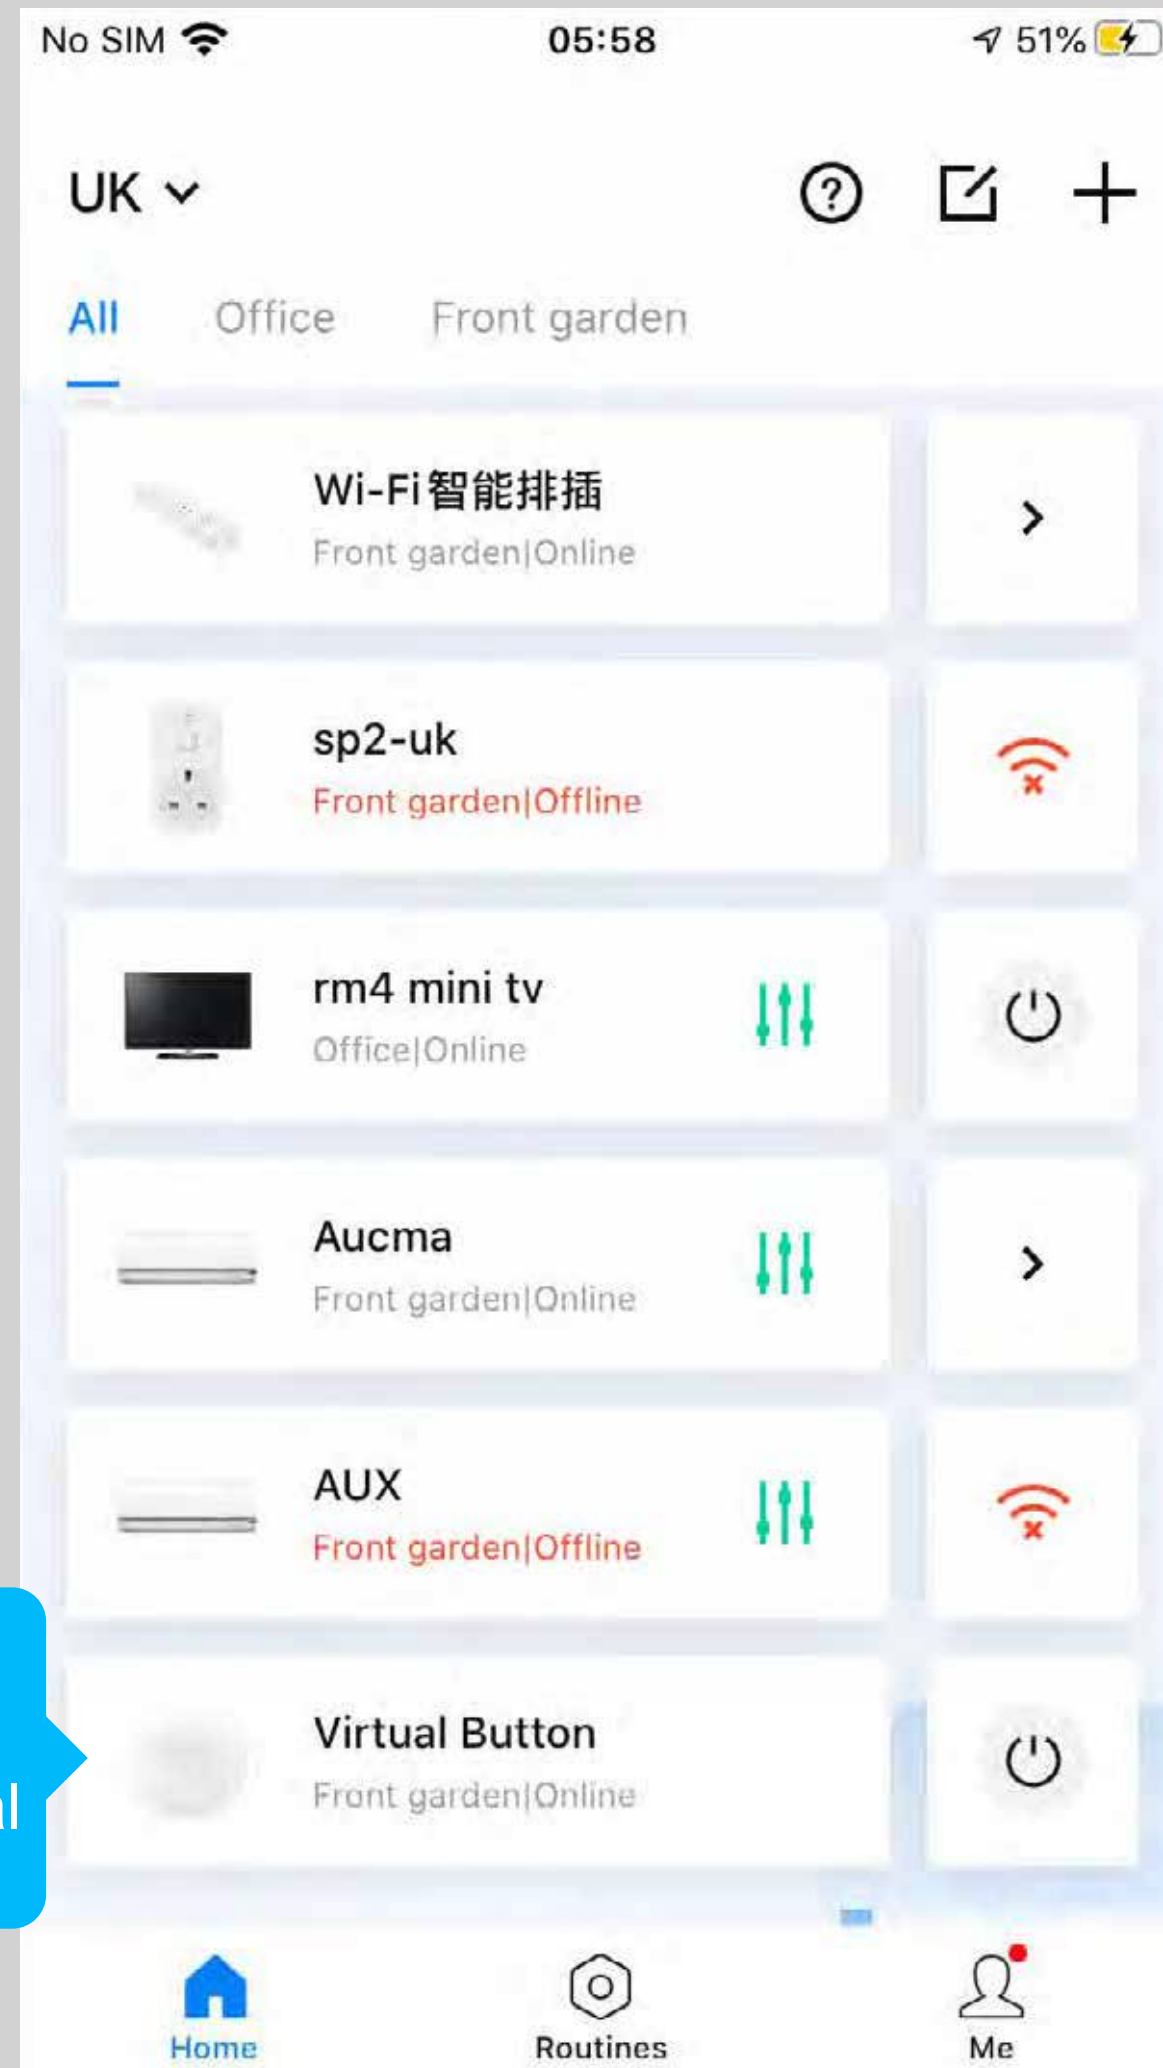 No SIM 05:58 51%
UK
All Office Front garden
Wi-Fi智能排插
Front garden|Online
sp2-uk
Front garden|Offline
rm4 mini tv
Office|Online
Aucma
Front garden|Online
AUX
Front garden|Offline
Virtual Button
Front garden|Online
Home Routines Me